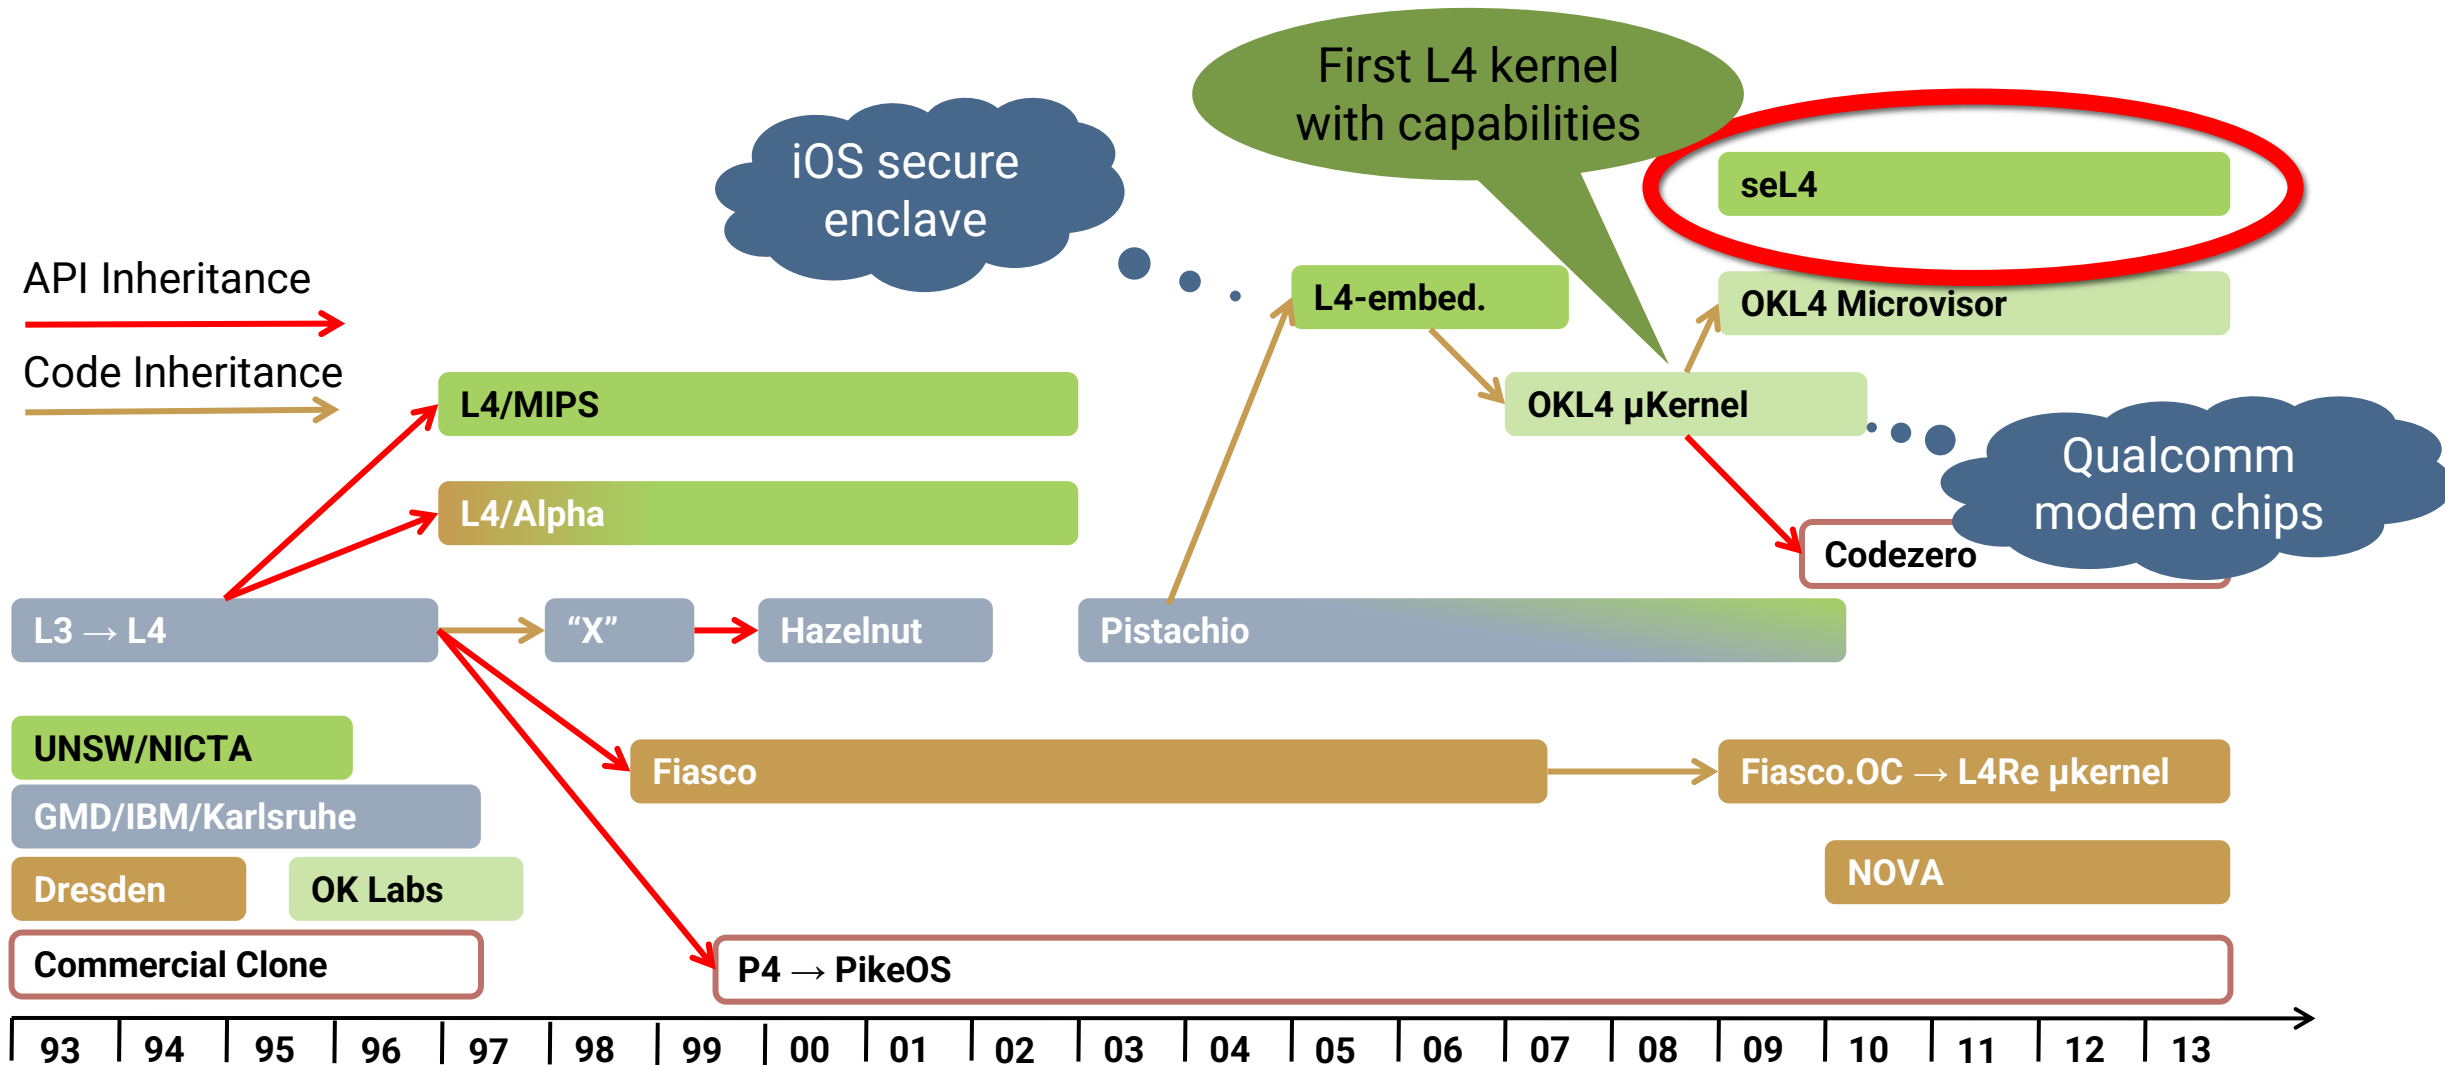 First L4 kernel
with capabilities
iOS secure
enclave
seL4
API Inheritance
L4-embed.
OKL4 Microvisor
Code Inheritance
L4/MIPS
OKL4 µKernel
Qualcomm
modem chips
L4/Alpha
Codezero
L3 → L4
“X”
Hazelnut
Pistachio
UNSW/NICTA
Fiasco
Fiasco.OC → L4Re µkernel
GMD/IBM/Karlsruhe
NOVA
Dresden
OK Labs
Commercial Clone
P4 → PikeOS
93 94 95 96 97 98 99 00 01 02 03 04 05 06 07 08 09 10 11 12 13